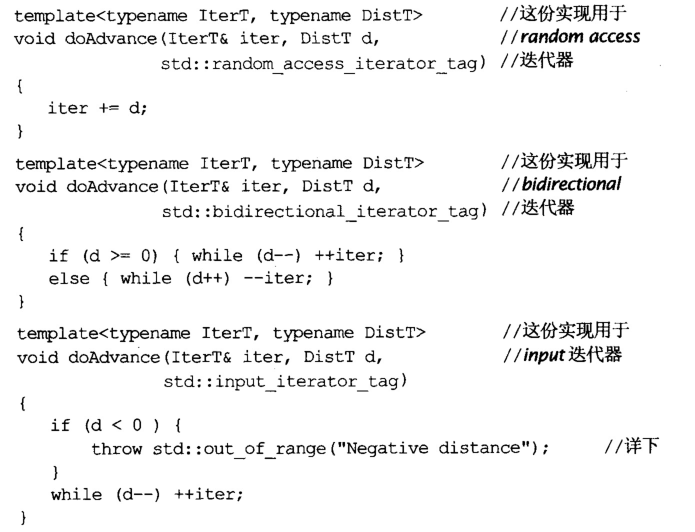 template<typename IterT, typename DistT> //这份实现用于
void doAdvance(IterT& iter, DistT d, //random access
std::random_access_iterator_tag) //迭代器
{
iter += d;
}
template<typename IterT, typename DistT> //这份实现用于
void doAdvance(IterT& iter, DistT d, //bidirectional
std::bidirectional_iterator_tag) //迭代器
{
if (d >= 0) { while (d--) ++iter; }
else { while (d++) --iter; }
}
template<typename IterT, typename DistT> //这份实现用于
void doAdvance(IterT& iter, DistT d, //input 迭代器
std::input_iterator_tag)
{
if (d < 0 ) {
throw std::out_of_range("Negative distance"); //详下
}
while (d--) ++iter;
}